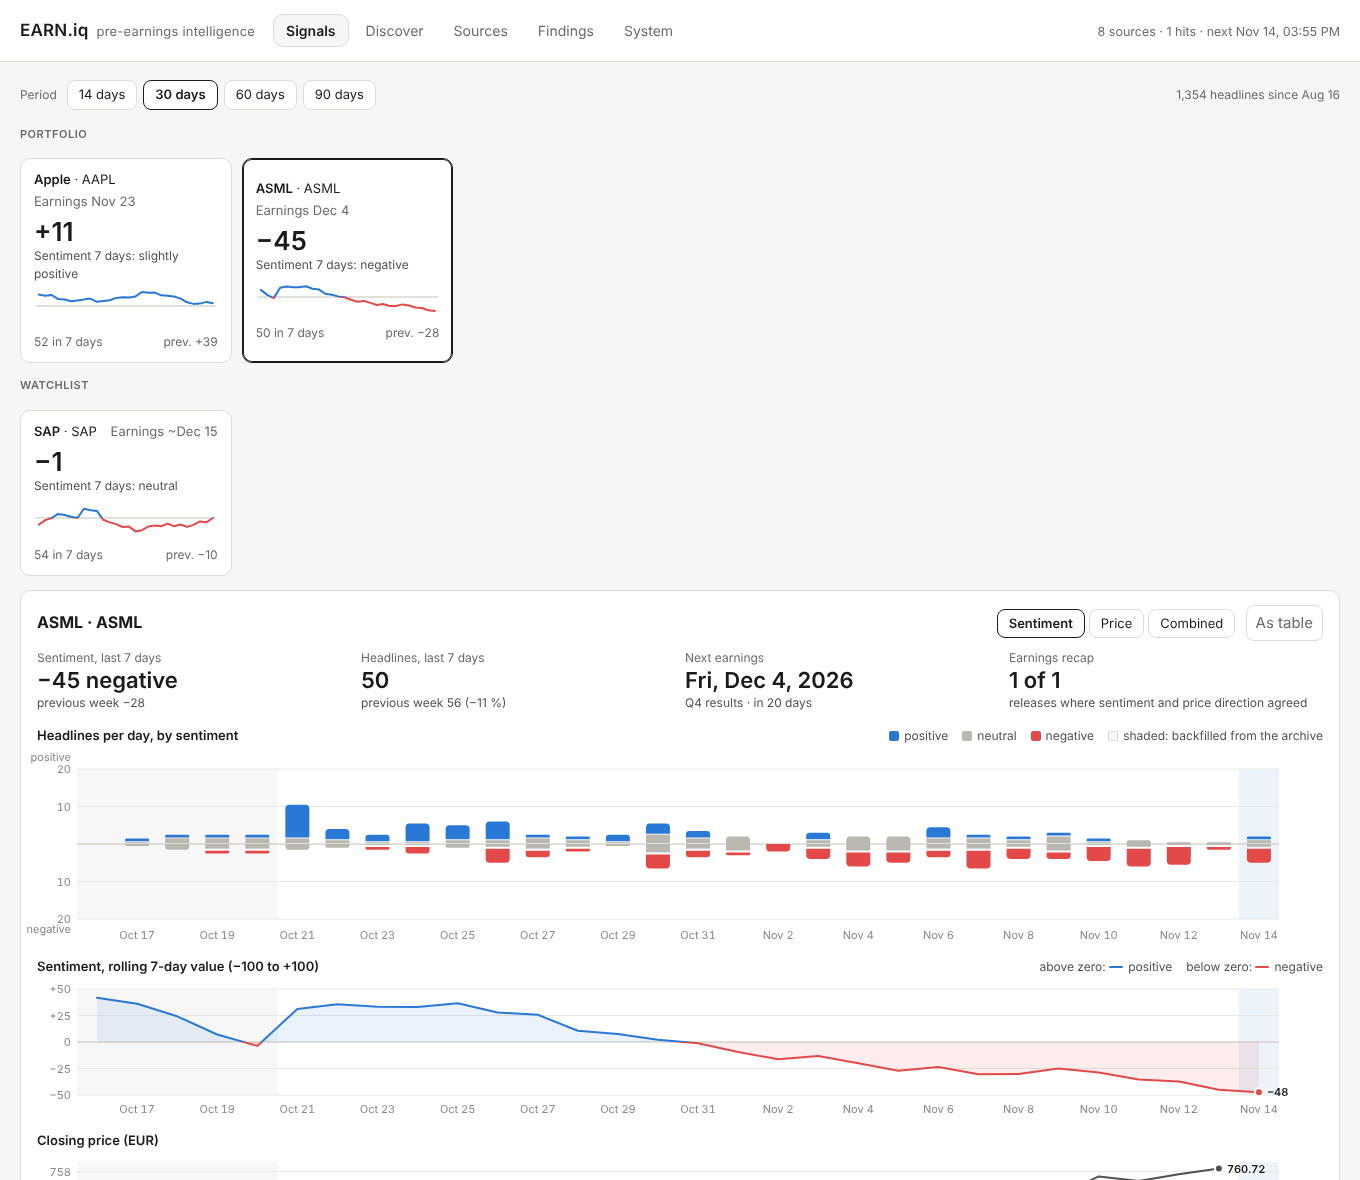 EARN.iq pre-earnings intelligence Signals Discover Sources Findings System 8 sources · 1 hits · next Nov 14, 03:55 PM
Period 14 days 30 days 60 days 90 days 1,354 headlines since Aug 16
PORTFOLIO
Apple · AAPL
Earnings Nov 23
+11
Sentiment 7 days: slightly
positive
52 in 7 days prev. +39
ASML · ASML
Earnings Dec 4
−45
Sentiment 7 days: negative
50 in 7 days prev. −28
WATCHLIST
SAP · SAP Earnings ~Dec 15
−1
Sentiment 7 days: neutral
54 in 7 days prev. −10
ASML · ASML Sentiment Price Combined As table
Sentiment, last 7 days
−45 negative
previous week −28
Headlines, last 7 days
50
previous week 56 (−11 %)
Next earnings
Fri, Dec 4, 2026
Q4 results · in 20 days
Earnings recap
1 of 1
releases where sentiment and price direction agreed
Headlines per day, by sentiment positive neutral negative shaded: backfilled from the archive
positive
20
10
10
20
negative
Oct 17 Oct 19 Oct 21 Oct 23 Oct 25 Oct 27 Oct 29 Oct 31 Nov 2 Nov 4 Nov 6 Nov 8 Nov 10 Nov 12 Nov 14
Sentiment, rolling 7-day value (−100 to +100) above zero: positive below zero: negative
+50
+25
0
−25
−50
−48
Oct 17 Oct 19 Oct 21 Oct 23 Oct 25 Oct 27 Oct 29 Oct 31 Nov 2 Nov 4 Nov 6 Nov 8 Nov 10 Nov 12 Nov 14
Closing price (EUR)
758
760.72